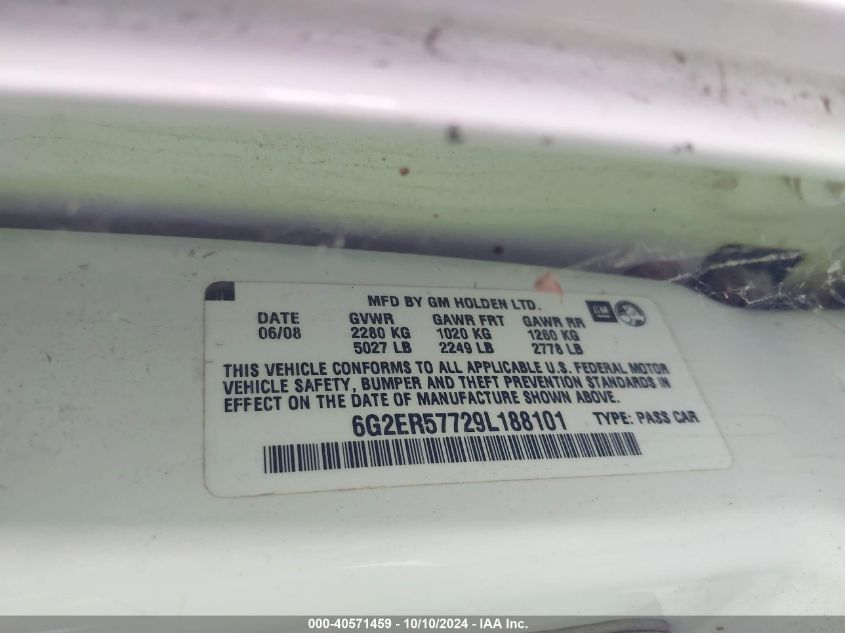 MFD BY GM HOLDEN LTD.
GM
DATE GVWR GAWR FRT GAWR RR
06/08 2280 KG 1020 KG 1260 KG
5027 LB 2249 LB 2778 LB
THIS VEHICLE CONFORMS TO ALL APPLICABLE U.S. FEDERAL MOTOR
VEHICLE SAFETY, BUMPER AND THEFT PREVENTION STANDARDS IN
EFFECT ON THE DATE OF MANUFACTURE SHOWN ABOVE.
6G2ER57729L188101 TYPE: PASS CAR
000-40571459 - 10/10/2024 - IAA Inc.